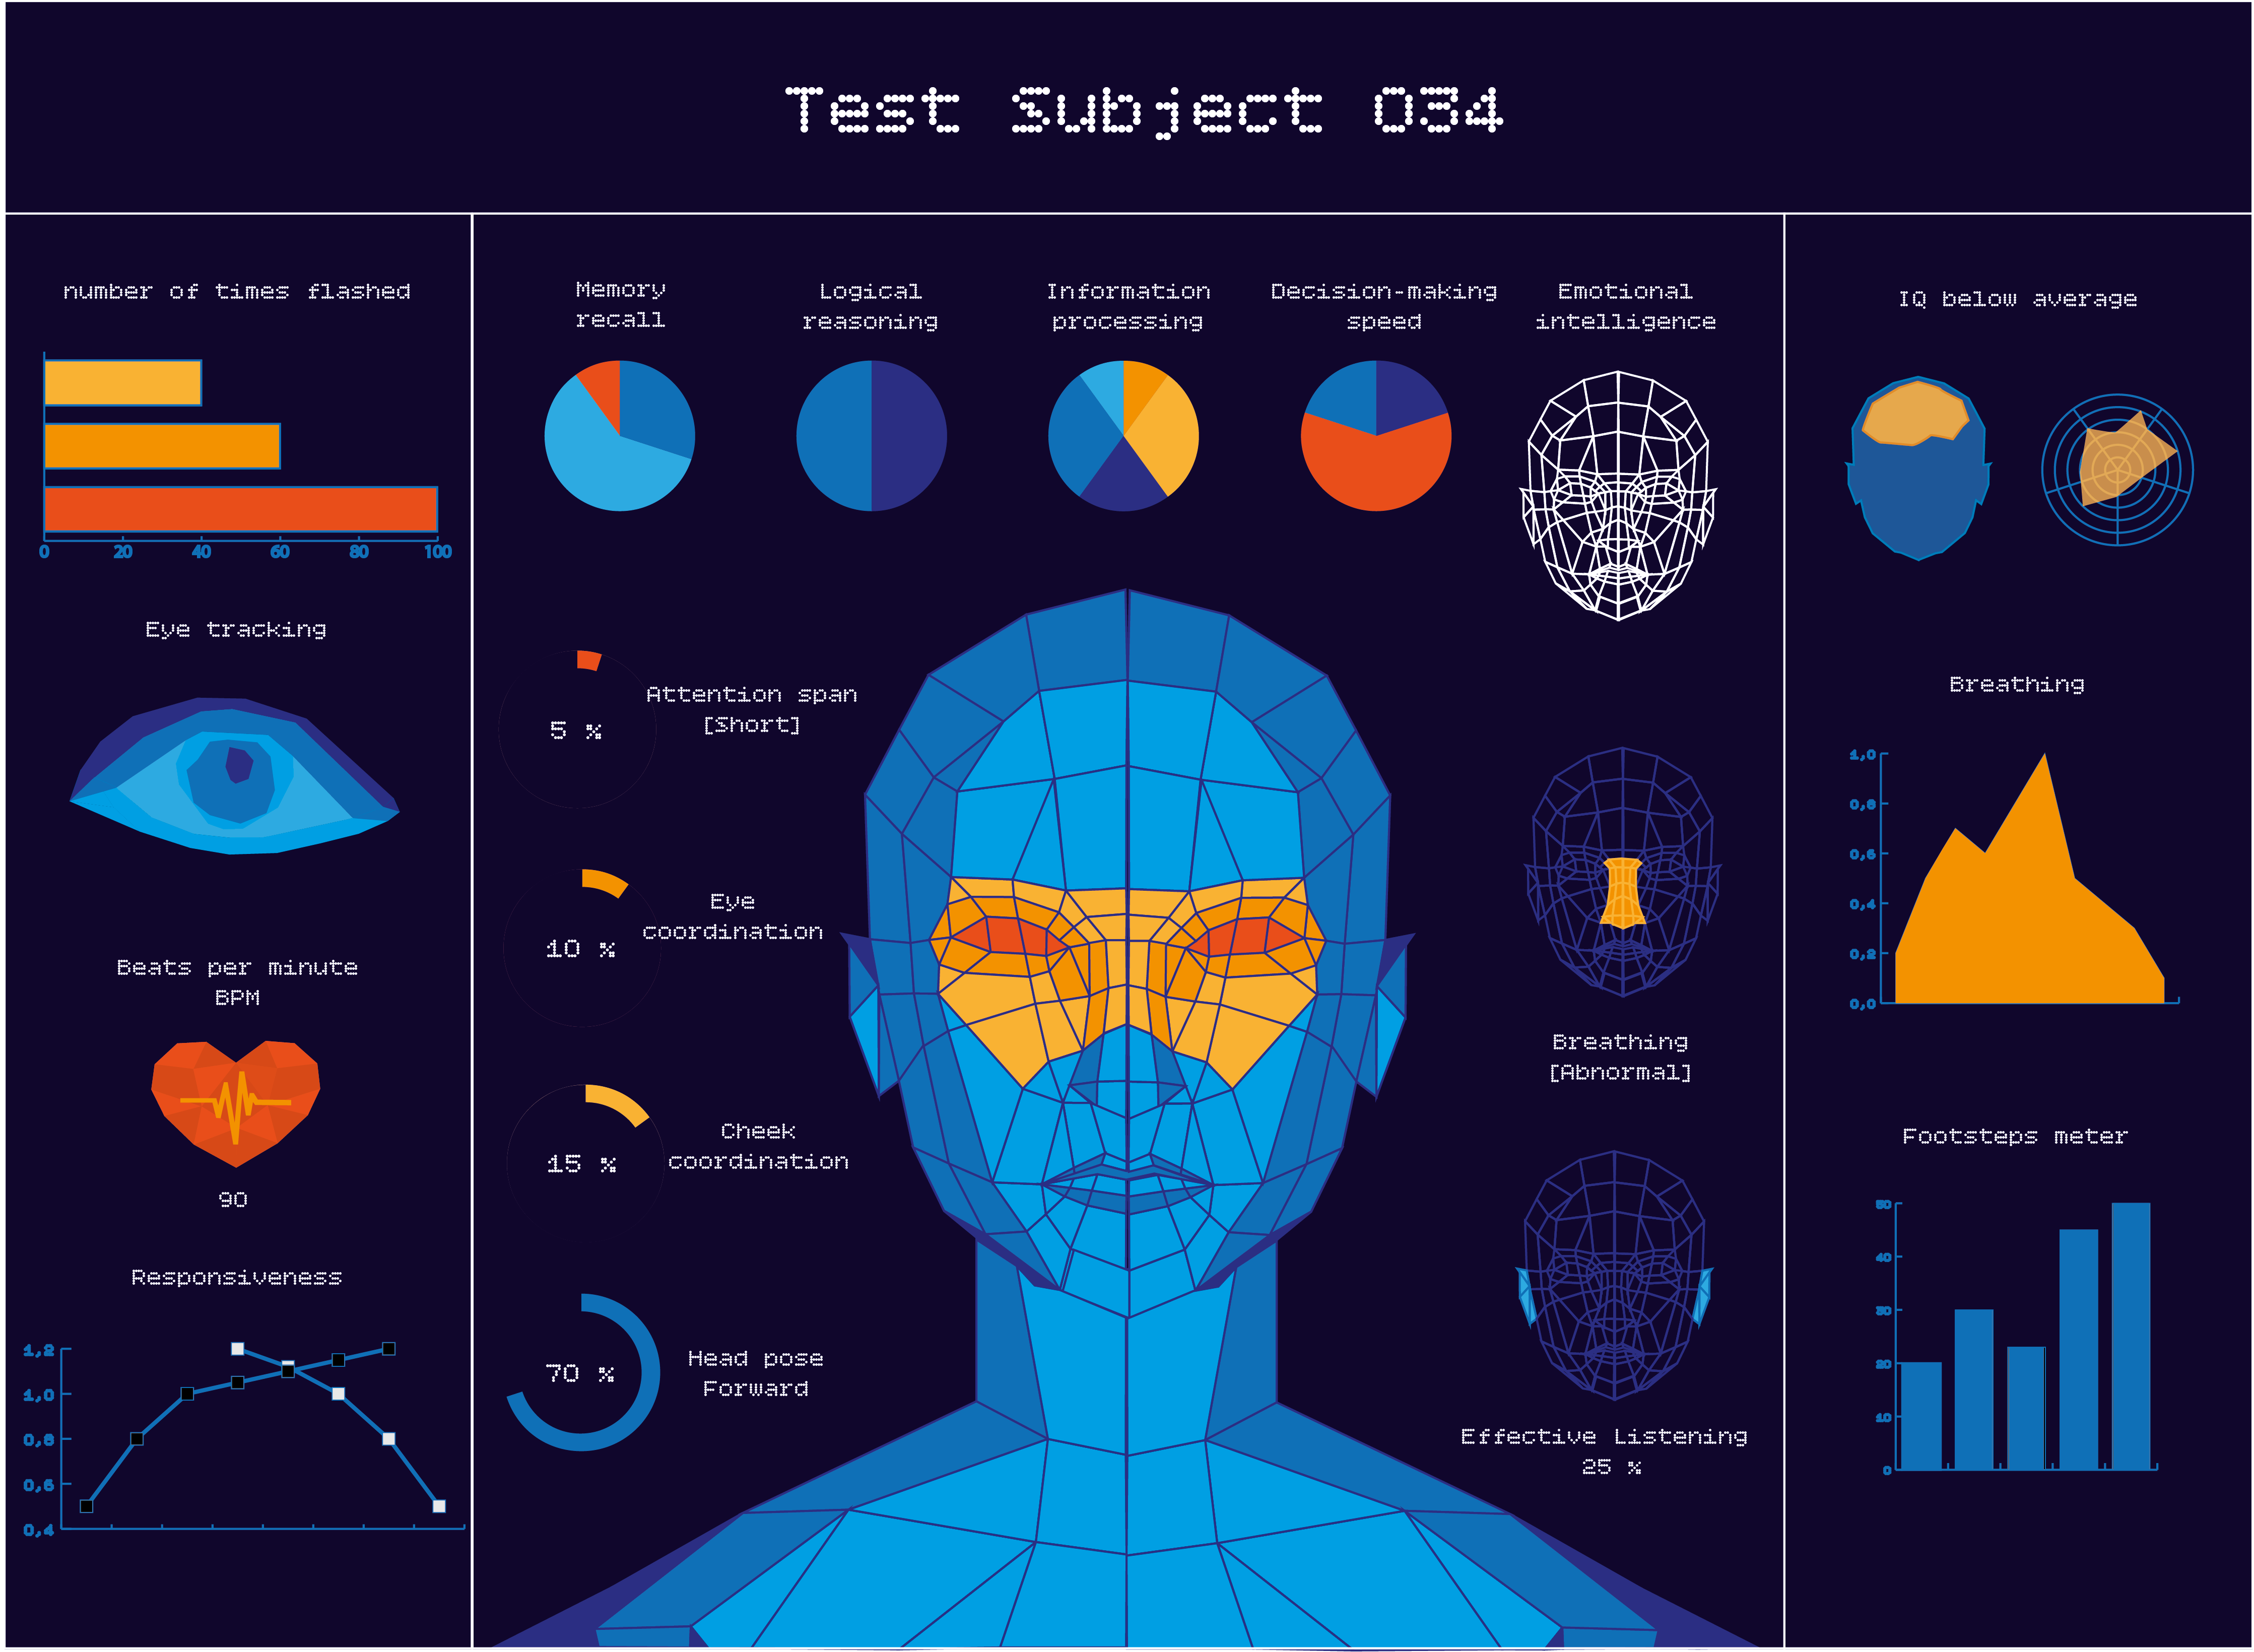 Test Subject 034
number of times flashed
0 20 40 60 80 100
Eye tracking
Beats per minute
BPM
90
Responsiveness
1,2
1,0
0,8
0,6
0,4
Memory
recall
Logical
reasoning
Information
processing
Decision-making
speed
Emotional
intelligence
5 %
Attention span
[Short]
10 %
Eye
coordination
15 %
Cheek
coordination
70 %
Head pose
Forward
Breathing
[Abnormal]
Effective Listening
25 %
IQ below average
Breathing
1,0
0,8
0,6
0,4
0,2
0,0
Footsteps meter
50
40
30
20
10
0